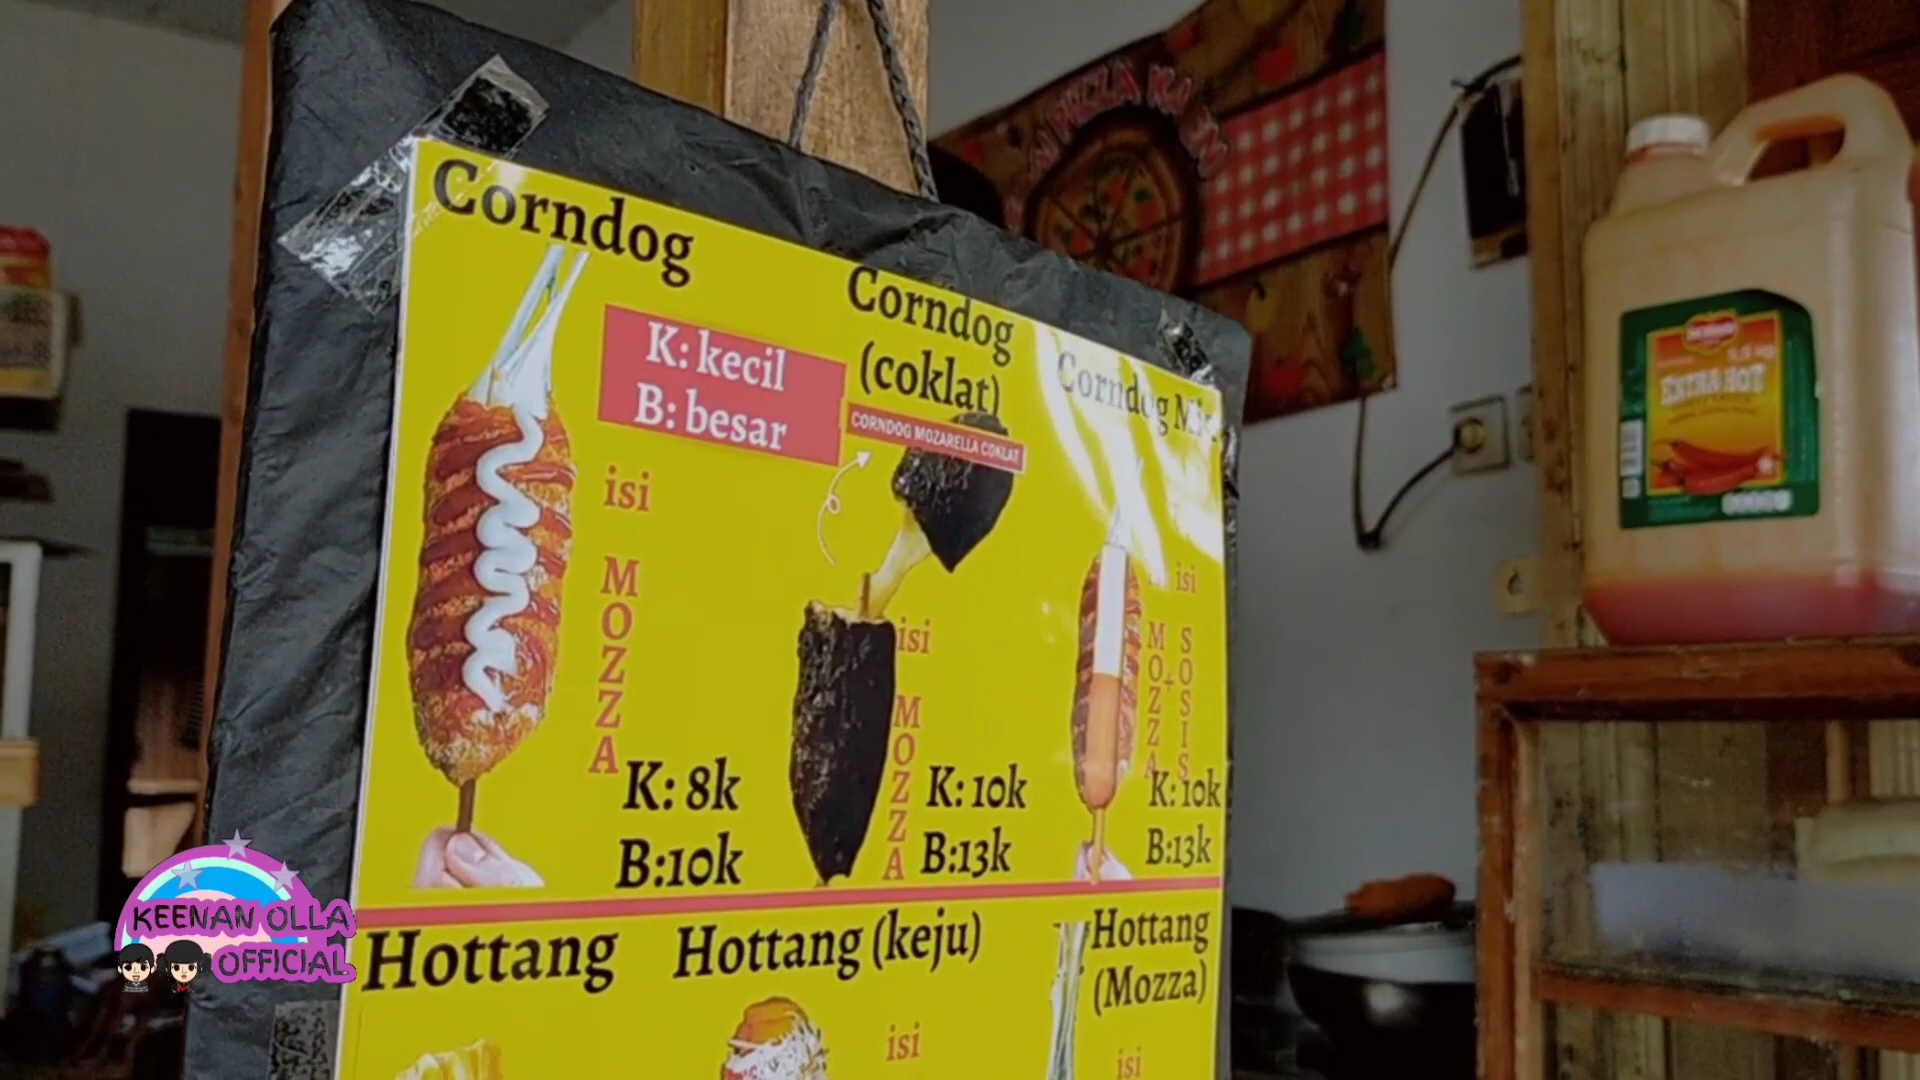 Corndog
K: kecil
B: besar
isi
MOZZA
K: 8k
B:10k
Corndog
(coklat)
CORNDOG MOZARELLA COKLAT
isi
MOZZA
K: 10k
B:13k
Corndog
isi
MOZZA
+
SOSIS
K: 10k
B:13k
Hottang
Hottang (keju)
isi
Hottang
(Mozza)
isi
EXTRA HOT
KEENAN OLLA
OFFICIAL